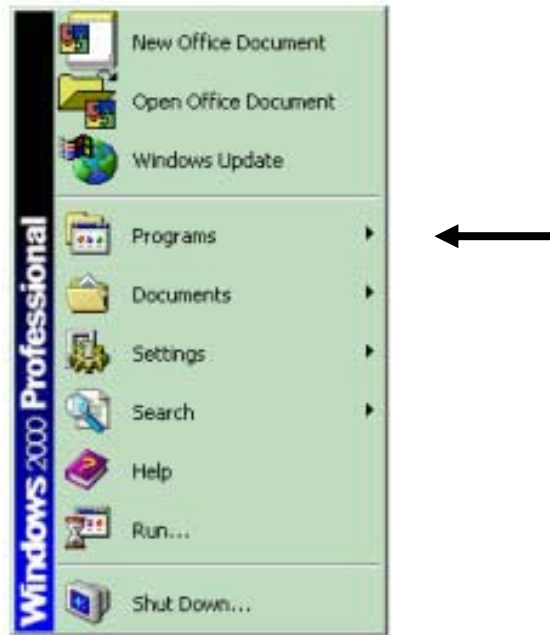 New Office Document
Open Office Document
Windows Update
Programs
Documents
Settings
Search
Help
Run...
Shut Down...
Windows 2000 Professional